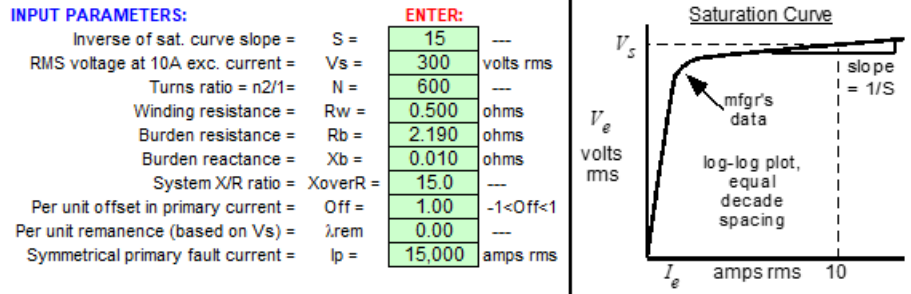 INPUT PARAMETERS: ENTER:
Inverse of sat. curve slope = S = 15 ---
RMS voltage at 10A exc. current = Vs = 300 volts rms
Turns ratio = n2/1= N = 600 ---
Winding resistance = Rw = 0.500 ohms
Burden resistance = Rb = 2.190 ohms
Burden reactance = Xb = 0.010 ohms
System X/R ratio = XoverR = 15.0 ---
Per unit offset in primary current = Off = 1.00 -1<Off<1
Per unit remanence (based on Vs) = λrem 0.00 ---
Symmetrical primary fault current = Ip = 15,000 amps rms
Saturation Curve
Vs
slope
= 1/S
mfgr's
data
Ve
volts
rms
log-log plot,
equal
decade
spacing
Ie amps rms 10